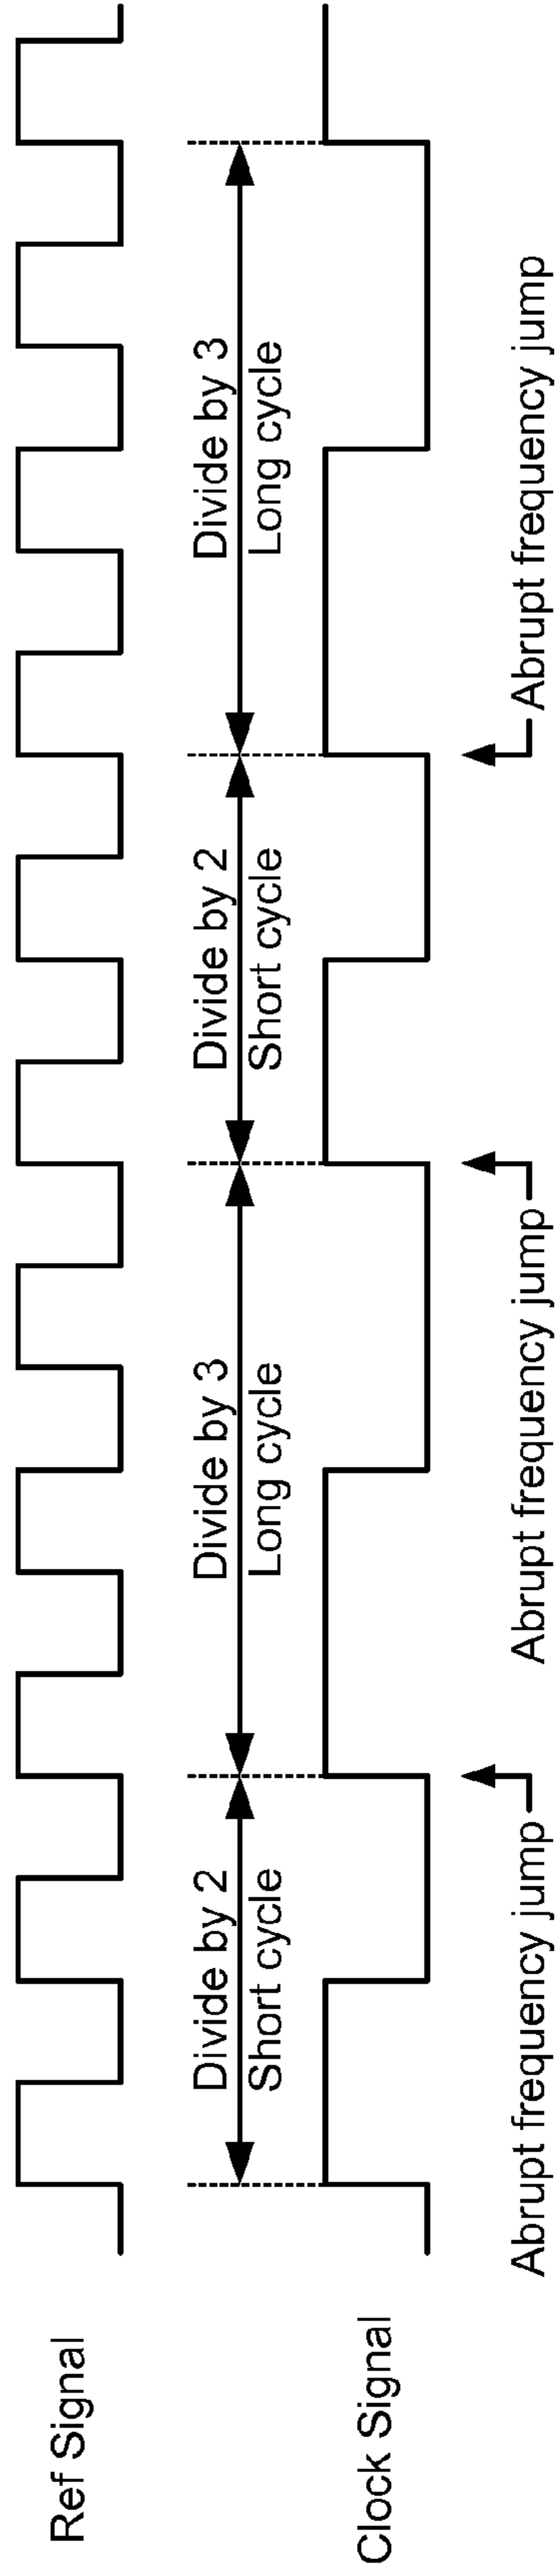 Ref Signal
Divide by 2
Short cycle
Divide by 3
Long cycle
Divide by 2
Short cycle
Divide by 3
Long cycle
Clock Signal
Abrupt frequency jump
Abrupt frequency jump
Abrupt frequency jump